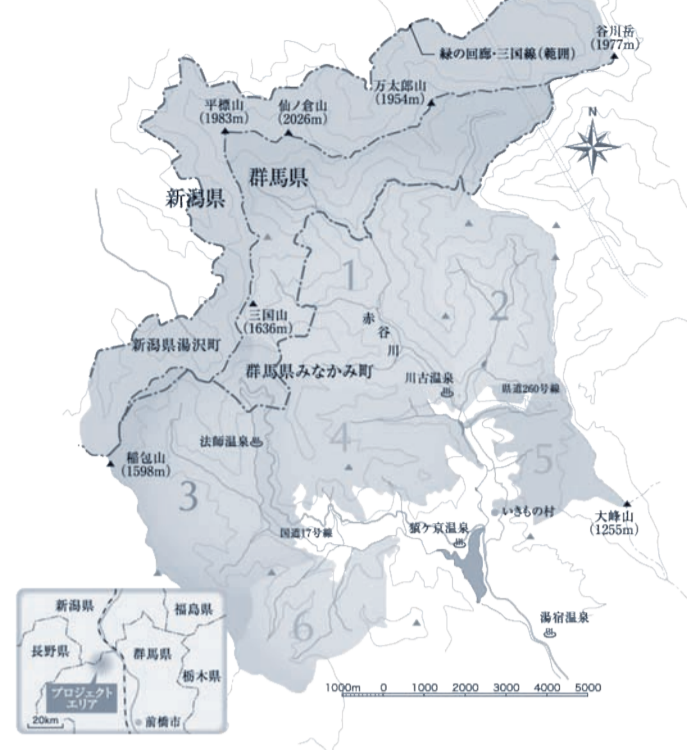 谷川岳
(1977m)
緑の回廊・三国線(範囲)
万太郎山
(1954m)
平標山
(1983m)
仙ノ倉山
(2026m)
N
群馬県
新潟県
1
2
三国山
(1636m)
赤谷川
新潟県湯沢町
群馬県みなかみ町
川古温泉
県道260号線
法師温泉
4
5
稲包山
(1598m)
3
いきもの村
大峰山
(1255m)
国道17号線
猿ヶ京温泉
6
湯宿温泉
新潟県
福島県
長野県
群馬県
栃木県
プロジェクト
エリア
20km
前橋市
1000m 0 1000 2000 3000 4000 5000